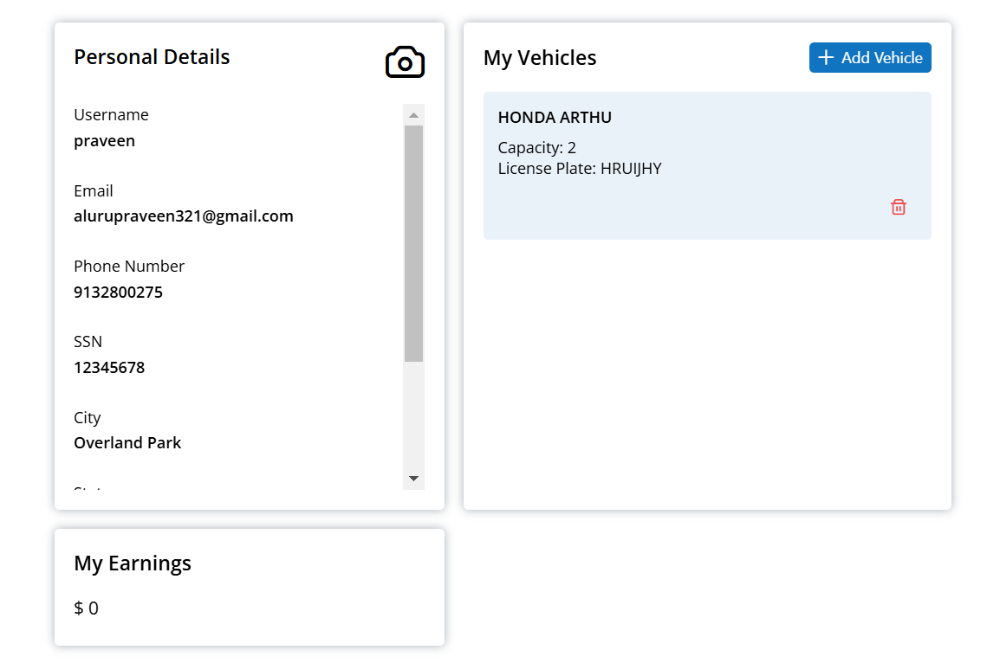 Personal Details
Username
praveen
Email
alurupraveen321@gmail.com
Phone Number
9132800275
SSN
12345678
City
Overland Park
My Vehicles
Add Vehicle
HONDA ARTHU
Capacity: 2
License Plate: HRUIJHY
My Earnings
$ 0